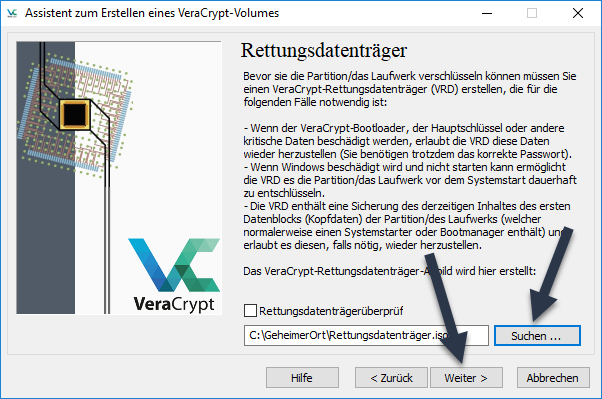 Assistent zum Erstellen eines VeraCrypt-Volumes
Rettungsdatenträger
Bevor sie die Partition/das Laufwerk verschlüsseln können müssen Sie
einen VeraCrypt-Rettungsdatenträger (VRD) erstellen, die für die
folgenden Fälle notwendig ist:
- Wenn der VeraCrypt-Bootloader, der Hauptschlüssel oder andere
kritische Daten beschädigt werden, erlaubt die VRD diese Daten
wieder herzustellen (Sie benötigen trotzdem das korrekte Passwort).
- Wenn Windows beschädigt wird und nicht starten kann ermöglicht
die VRD es die Partition/das Laufwerk vor dem Systemstart dauerhaft
zu entschlüsseln.
- Die VRD enthält eine Sicherung des derzeitigen Inhaltes des ersten
Datenblocks (Kopfdaten) der Partition/des Laufwerks (welcher
normalerweise einen Systemstarter oder Bootmanager enthält) und
erlaubt es diesen, falls nötig, wieder herzustellen.
Das VeraCrypt-Rettungsdatenträger-Abbild wird hier erstellt:
VeraCrypt
Rettungsdatenträgerüberprüf
C:\GeheimerOrt\Rettungsdatenträger.iso
Suchen ...
Hilfe
< Zurück
Weiter >
Abbrechen